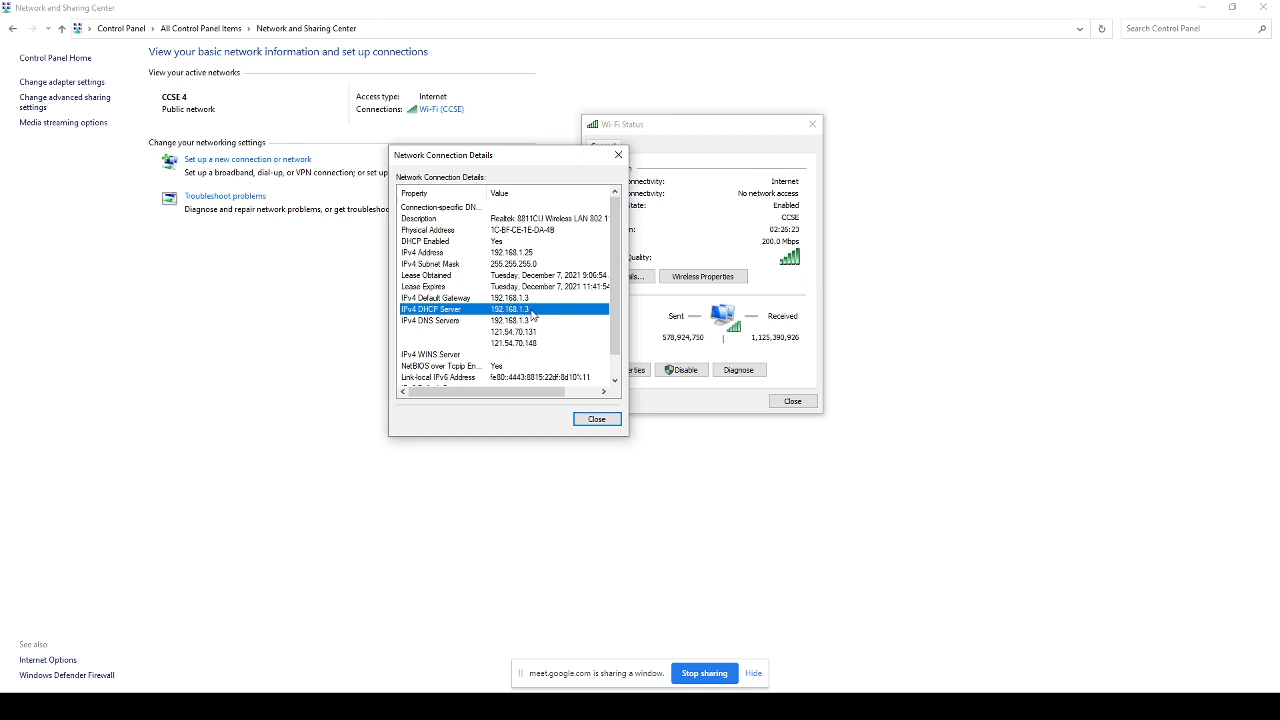 Network and Sharing Center
Control Panel > All Control Panel Items > Network and Sharing Center
Search Control Panel
Control Panel Home
Change adapter settings
Change advanced sharing
settings
Media streaming options
View your basic network information and set up connections
View your active networks
CCSE 4
Public network
Access type: Internet
Connections: Wi-Fi (CCSE)
Change your networking settings
Set up a new connection or network
Set up a broadband, dial-up, or VPN connection; or set up
Troubleshoot problems
Diagnose and repair network problems, or get troubleshoo
Wi-Fi Status
nnectivity: Internet
nnectivity: No network access
tate: Enabled
CCSE
on: 02:26:23
200.0 Mbps
Quality:
ils... Wireless Properties
Sent — — Received
578,924,750 | 1,125,390,926
erties Disable Diagnose
Close
Network Connection Details
Network Connection Details:
Property Value
Connection-specific DN...
Description Realtek 8811CU Wireless LAN 802.11
Physical Address 1C-BF-CE-1E-DA-4B
DHCP Enabled Yes
IPv4 Address 192.168.1.25
IPv4 Subnet Mask 255.255.255.0
Lease Obtained Tuesday, December 7, 2021 9:06:54
Lease Expires Tuesday, December 7, 2021 11:41:54
IPv4 Default Gateway 192.168.1.3
IPv4 DHCP Server 192.168.1.3
IPv4 DNS Servers 192.168.1.3
121.54.70.131
121.54.70.148
IPv4 WINS Server
NetBIOS over Tcpip En... Yes
Link-local IPv6 Address fe80::4443:8815:22df:8d10%11
Close
See also
Internet Options
Windows Defender Firewall
meet.google.com is sharing a window. Stop sharing Hide